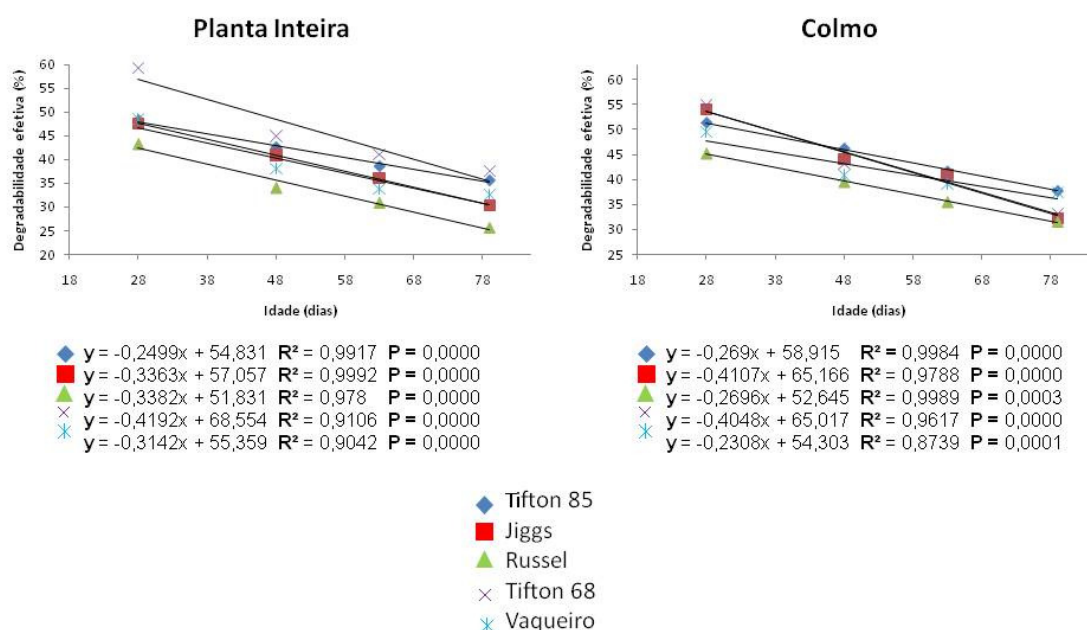 Planta Inteira
Degradabilidade efetiva (%)
60
55
50
45
40
35
30
25
20
18 28 38 48 58 68 78
Idade (dias)
y = -0,2499x + 54,831 R² = 0,9917 P = 0,0000
y = -0,3363x + 57,057 R² = 0,9992 P = 0,0000
y = -0,3382x + 51,831 R² = 0,978 P = 0,0000
y = -0,4192x + 68,554 R² = 0,9106 P = 0,0000
y = -0,3142x + 55,359 R² = 0,9042 P = 0,0000
Colmo
Degradabilidade efetiva (%)
60
55
50
45
40
35
30
25
18 28 38 48 58 68 78
Idade (dias)
y = -0,269x + 58,915 R² = 0,9984 P = 0,0000
y = -0,4107x + 65,166 R² = 0,9788 P = 0,0000
y = -0,2696x + 52,645 R² = 0,9989 P = 0,0003
y = -0,4048x + 65,017 R² = 0,9617 P = 0,0000
y = -0,2308x + 54,303 R² = 0,8739 P = 0,0001
Tifton 85
Jiggs
Russel
Tifton 68
Vaqueiro